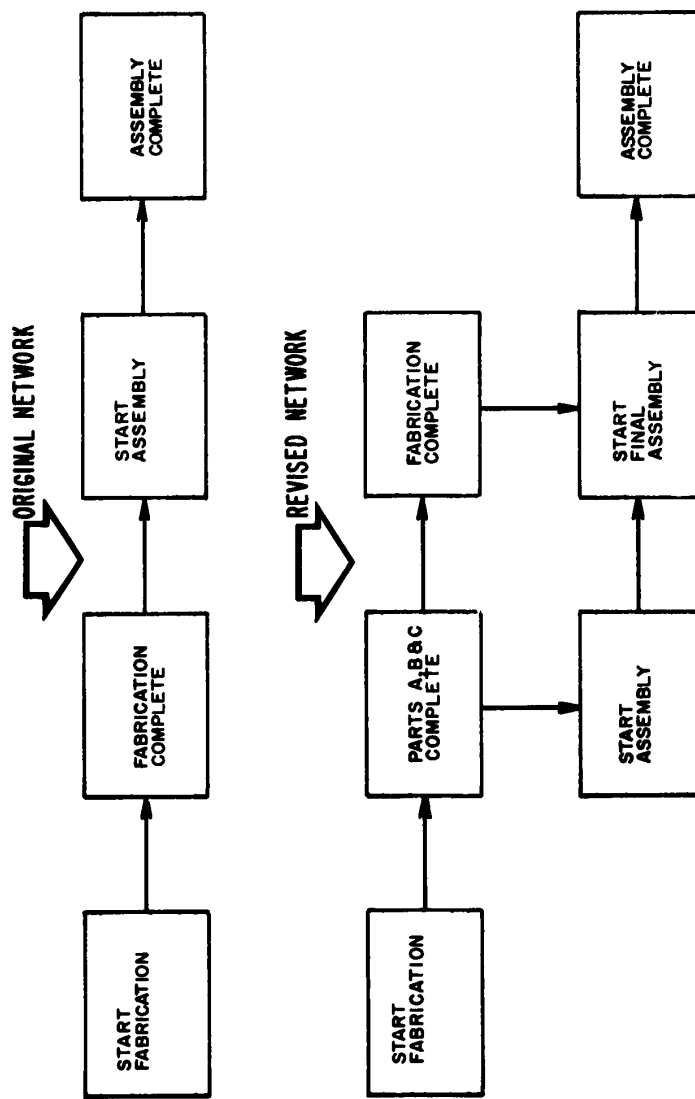 ORIGINAL NETWORK
START
FABRICATION
FABRICATION
COMPLETE
START
ASSEMBLY
ASSEMBLY
COMPLETE
REVISED NETWORK
START
FABRICATION
PARTS A,B&C
COMPLETE
FABRICATION
COMPLETE
START
ASSEMBLY
START
FINAL
ASSEMBLY
ASSEMBLY
COMPLETE